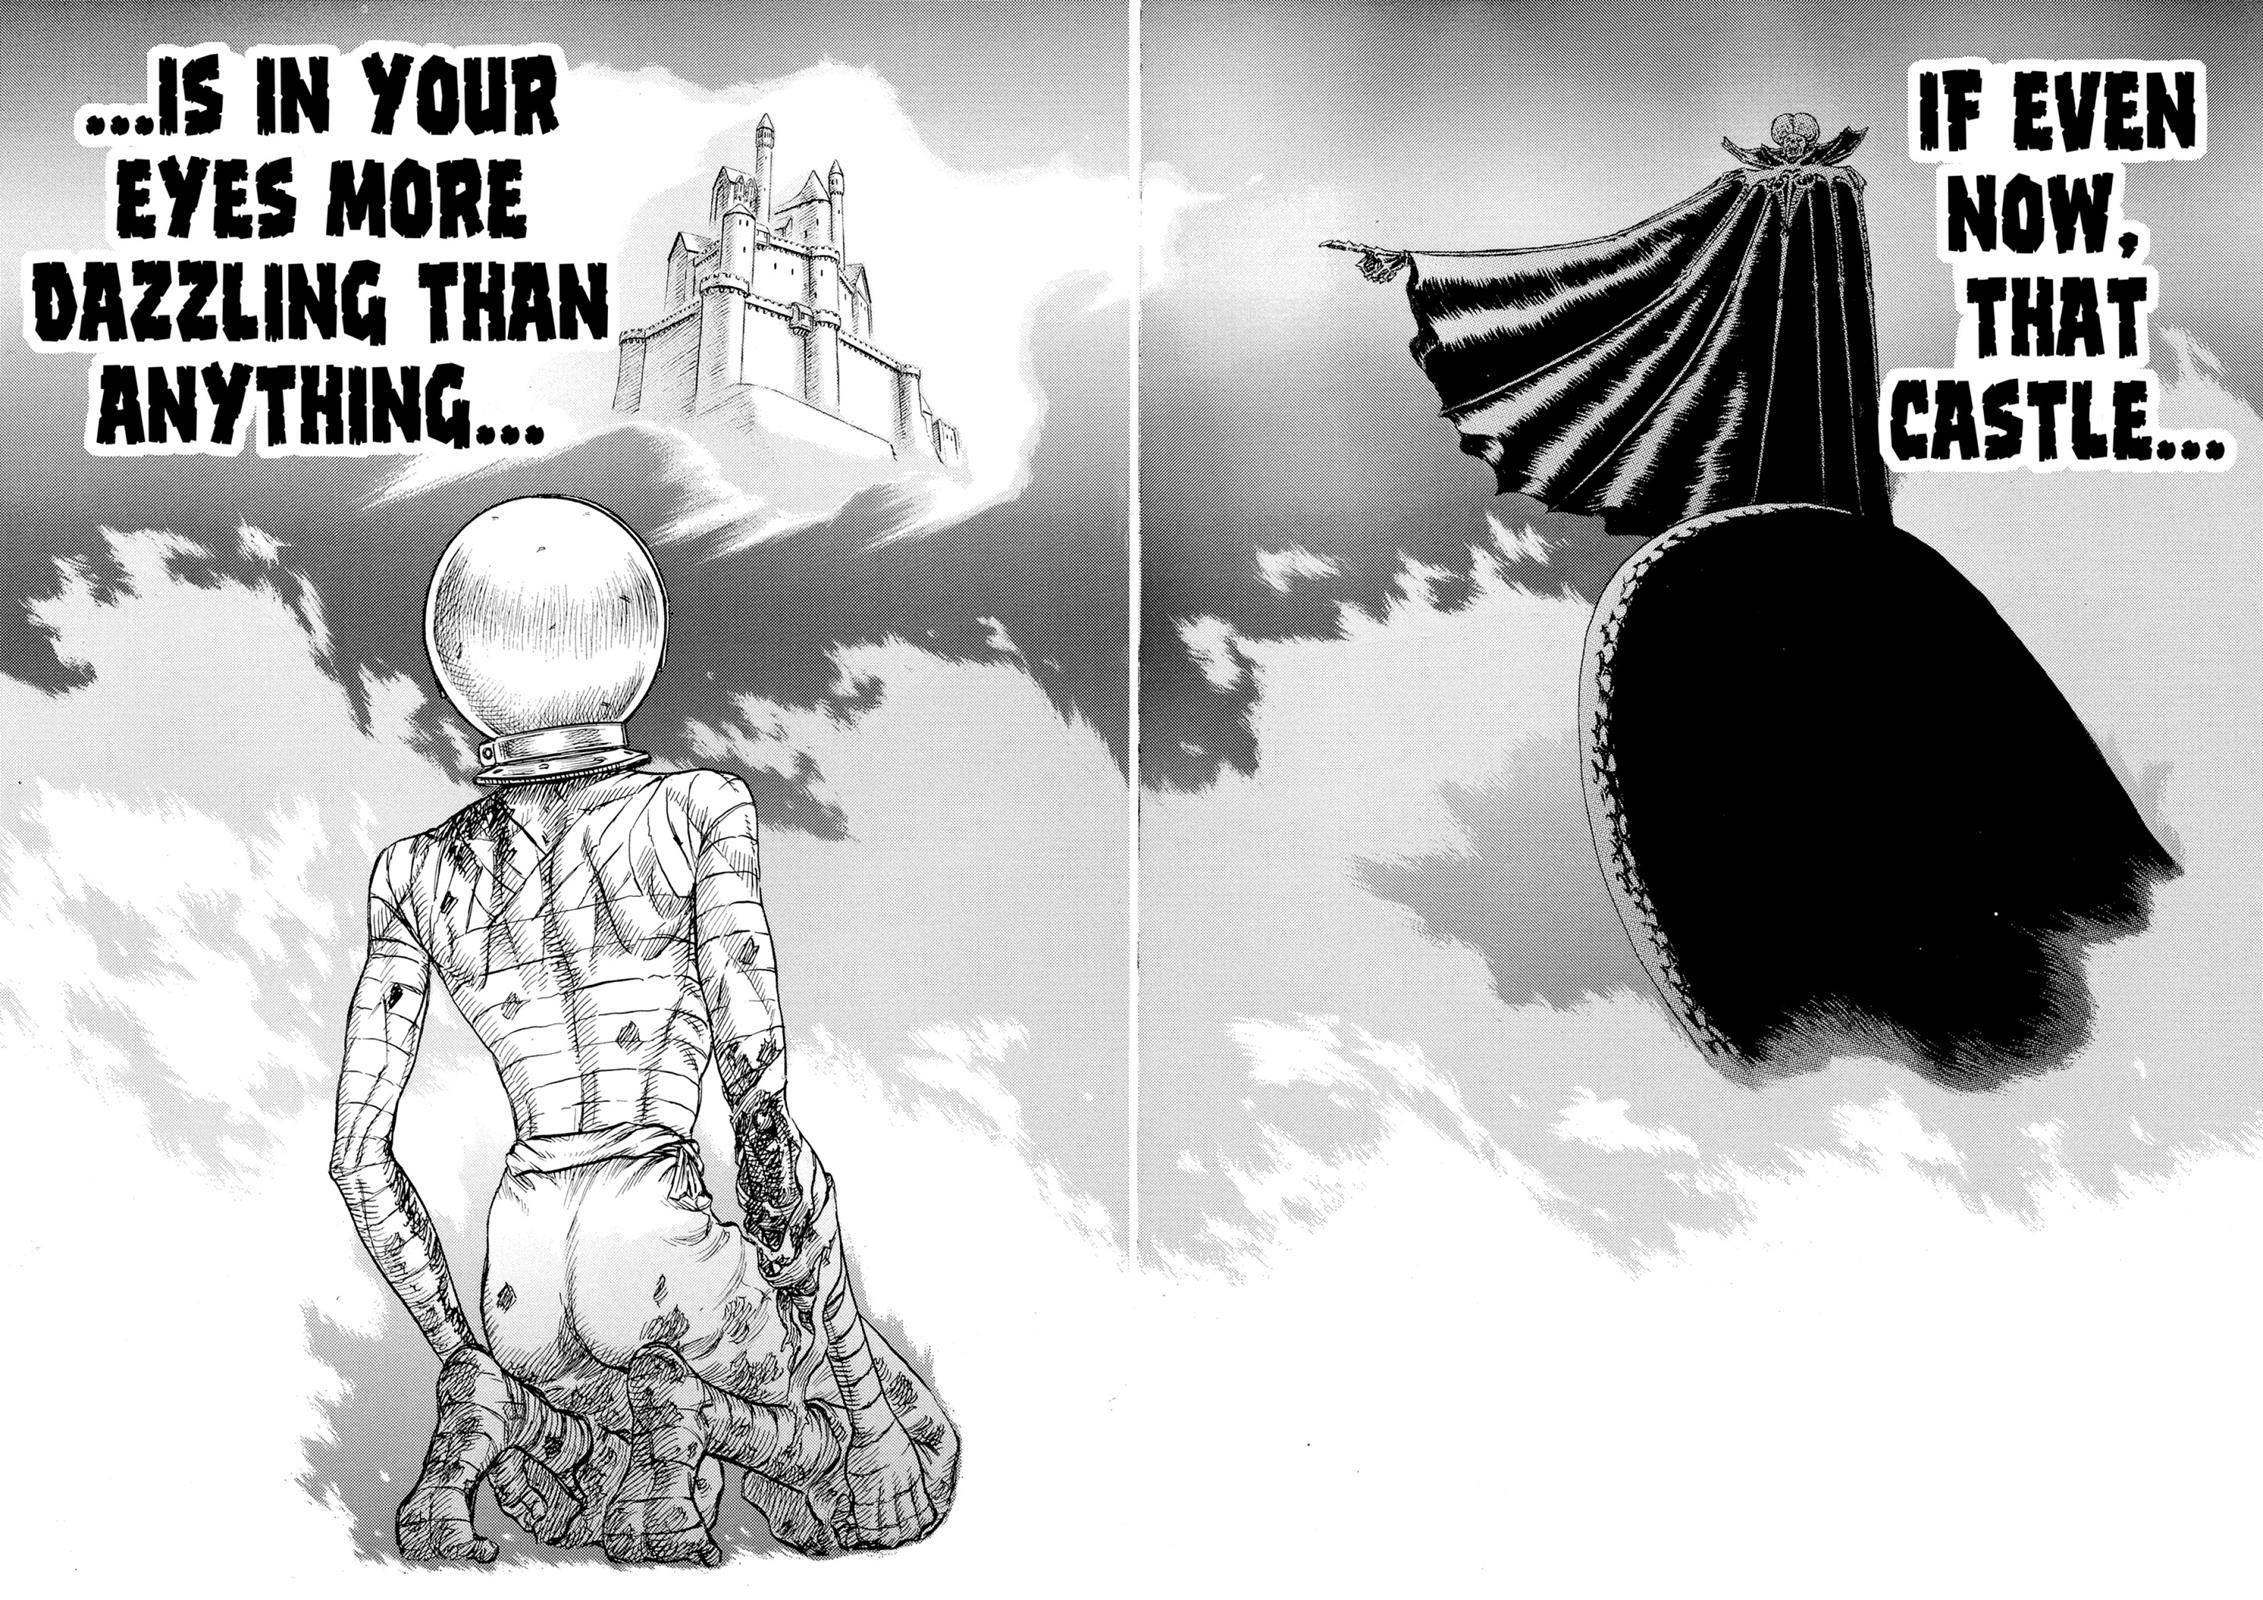 IF EVEN
NOW,
THAT
CASTLE...
...IS IN YOUR
EYES MORE
DAZZLING THAN
ANYTHING...